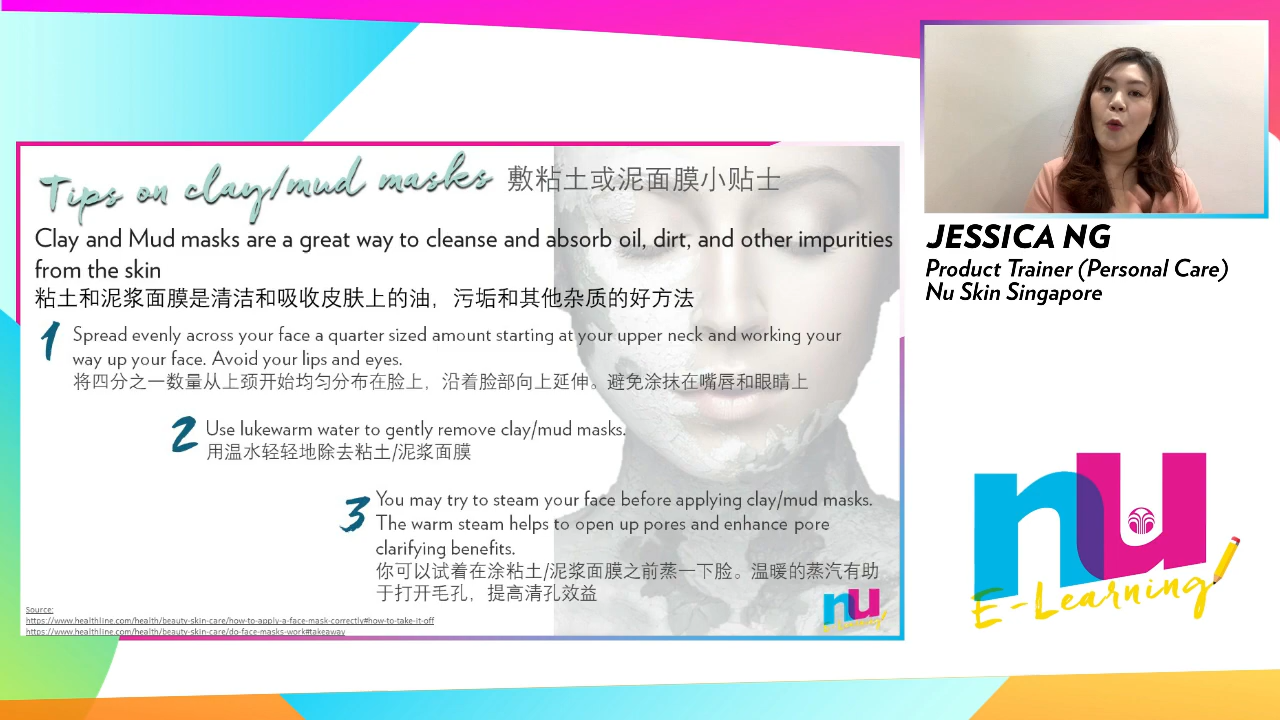 Tips on clay/mud masks 敷粘土或泥面膜小贴士
Clay and Mud masks are a great way to cleanse and absorb oil, dirt, and other impurities
from the skin
粘土和泥浆面膜是清洁和吸收皮肤上的油，污垢和其他杂质的好方法
1 Spread evenly across your face a quarter sized amount starting at your upper neck and working your
way up your face. Avoid your lips and eyes.
将四分之一数量从上颈开始均匀分布在脸上，沿着脸部向上延伸。避免涂抹在嘴唇和眼睛上
2 Use lukewarm water to gently remove clay/mud masks.
用温水轻轻地除去粘土/泥浆面膜
3 You may try to steam your face before applying clay/mud masks.
The warm steam helps to open up pores and enhance pore
clarifying benefits.
你可以试着在涂粘土/泥浆面膜之前蒸一下脸。温暖的蒸汽有助
于打开毛孔，提高清孔效益
Source:
https://www.healthline.com/health/beauty-skin-care/how-to-apply-a-face-mask-correctly#how-to-take-it-off
https://www.healthline.com/health/beauty-skin-care/do-face-masks-work#takeaway
nu
E-Learning
JESSICA NG
Product Trainer (Personal Care)
Nu Skin Singapore
nu
E-Learning